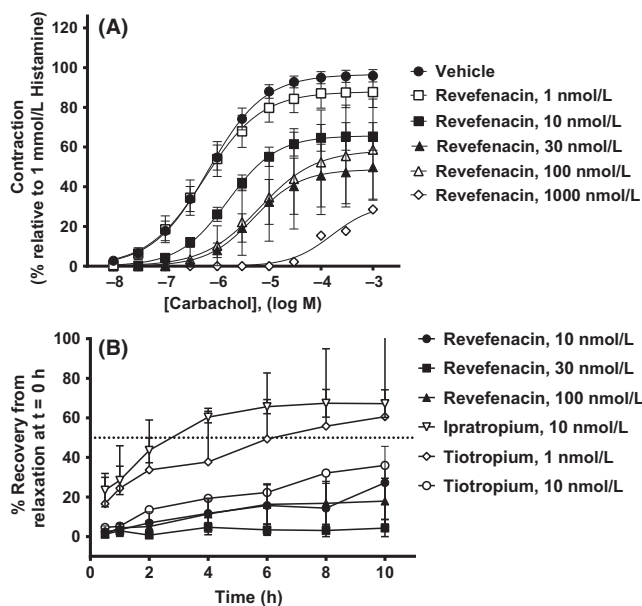 (A)
120
100
80
60
40
20
0
Contraction
(% relative to 1 mmol/L Histamine)
–8 –7 –6 –5 –4 –3
[Carbachol], (log M)
Vehicle
Revefenacin, 1 nmol/L
Revefenacin, 10 nmol/L
Revefenacin, 30 nmol/L
Revefenacin, 100 nmol/L
Revefenacin, 1000 nmol/L
(B)
100
80
60
40
20
0
% Recovery from
relaxation at t = 0 h
0 2 4 6 8 10
Time (h)
Revefenacin, 10 nmol/L
Revefenacin, 30 nmol/L
Revefenacin, 100 nmol/L
Ipratropium, 10 nmol/L
Tiotropium, 1 nmol/L
Tiotropium, 10 nmol/L